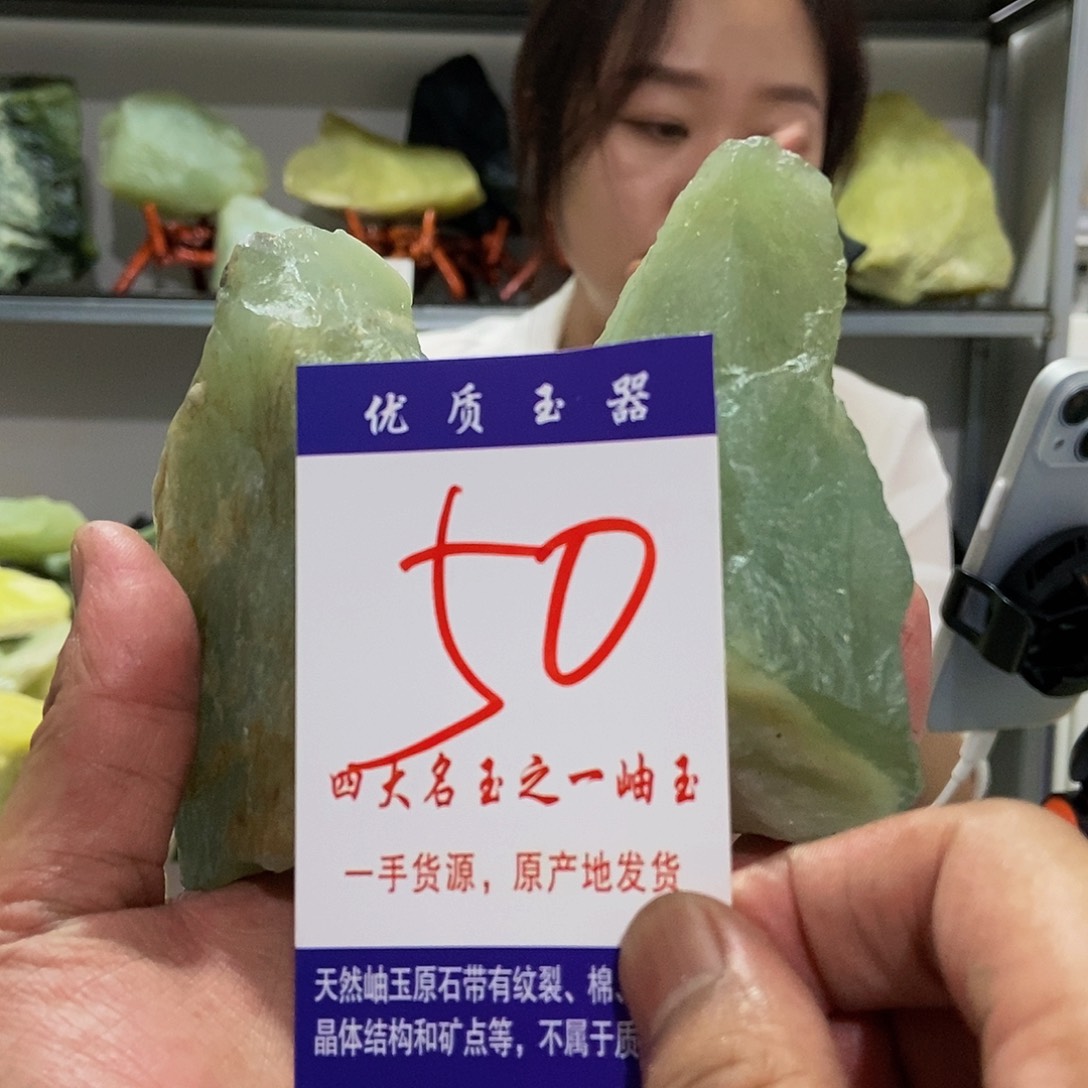 优质玉器
50
四大名玉之一岫玉
一手货源，原产地发货
天然岫玉原石带有纹裂、棉、
晶体结构和矿点等，不属于质